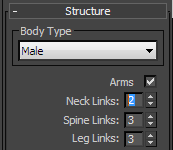 - Structure
Body Type
Male
Arms
Neck Links: 2
Spine Links: 3
Leg Links: 3